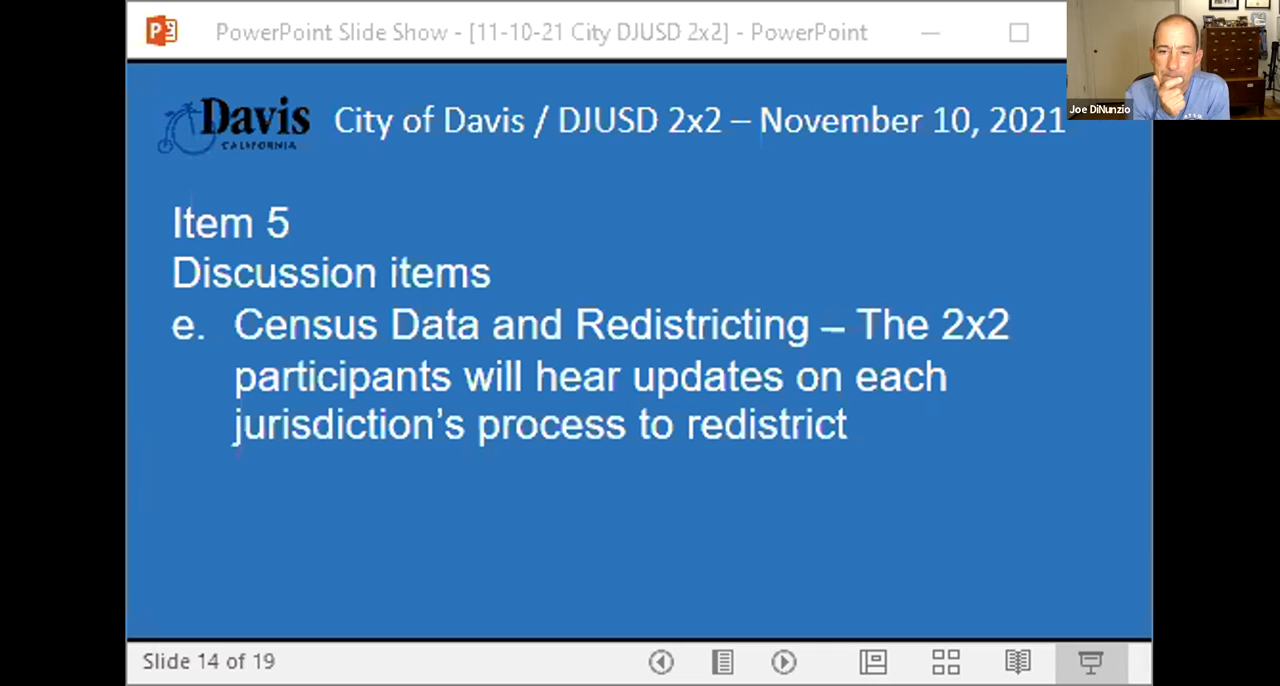 PowerPoint Slide Show - [11-10-21 City DJUSD 2x2] - PowerPoint
Joe DiNunzio
Davis
CALIFORNIA
City of Davis / DJUSD 2x2 – November 10, 2021
Item 5
Discussion items
e. Census Data and Redistricting – The 2x2
participants will hear updates on each
jurisdiction’s process to redistrict
Slide 14 of 19